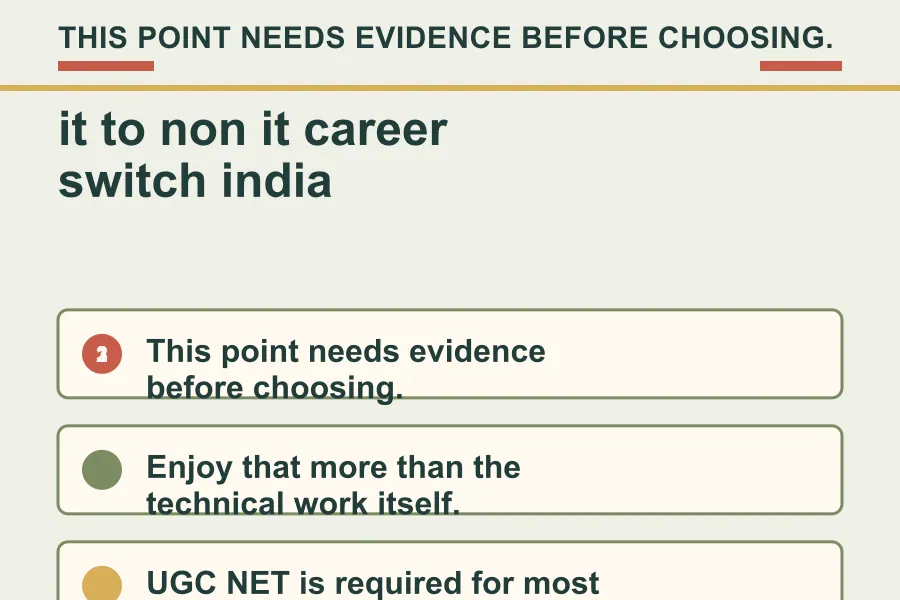 THIS POINT NEEDS EVIDENCE BEFORE CHOOSING.
it to non it career
switch india
This point needs evidence
before choosing.
Enjoy that more than the
technical work itself.
UGC NET is required for most